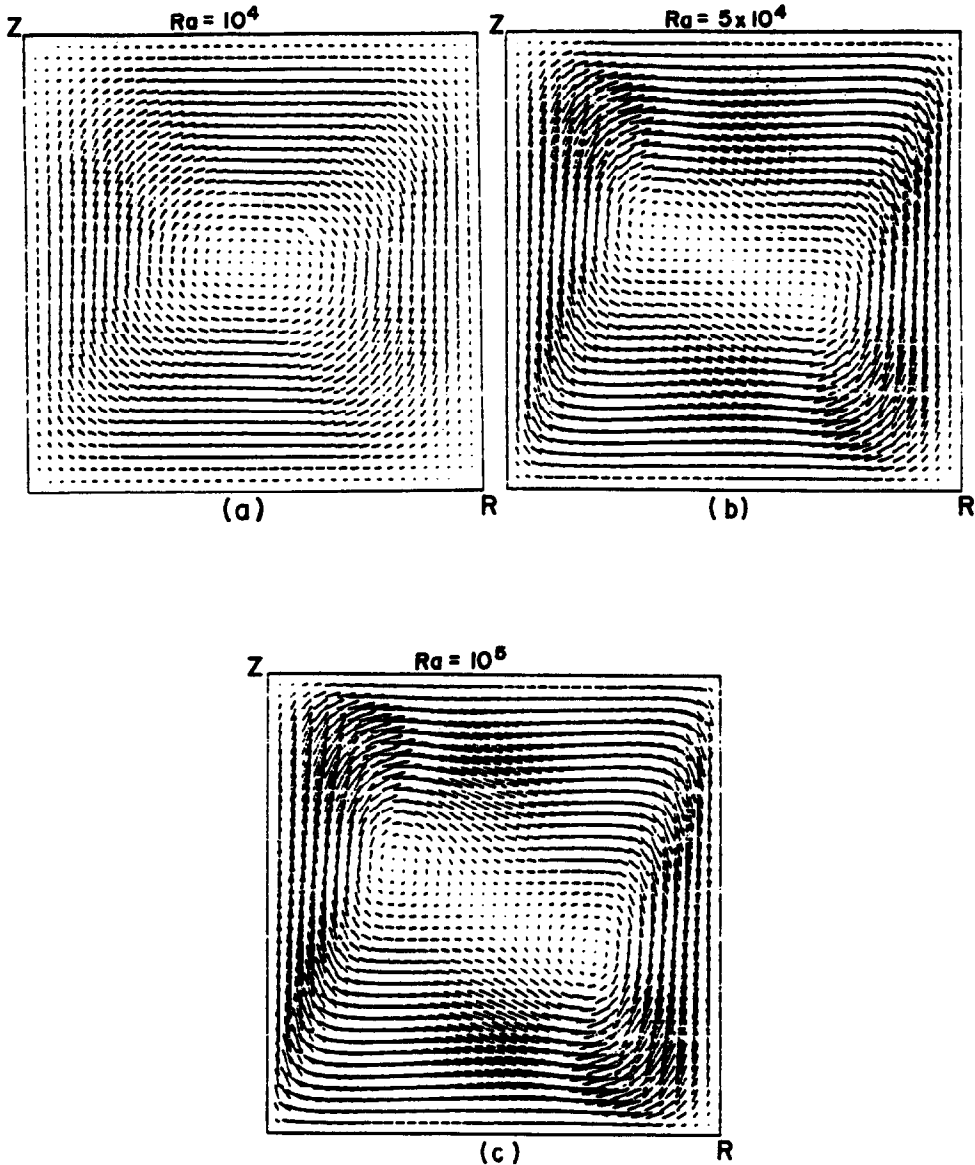 Z Ra = 10⁴
R
(a)
Z Ra = 5 x 10⁴
R
(b)
Z Ra = 10⁵
R
(c)